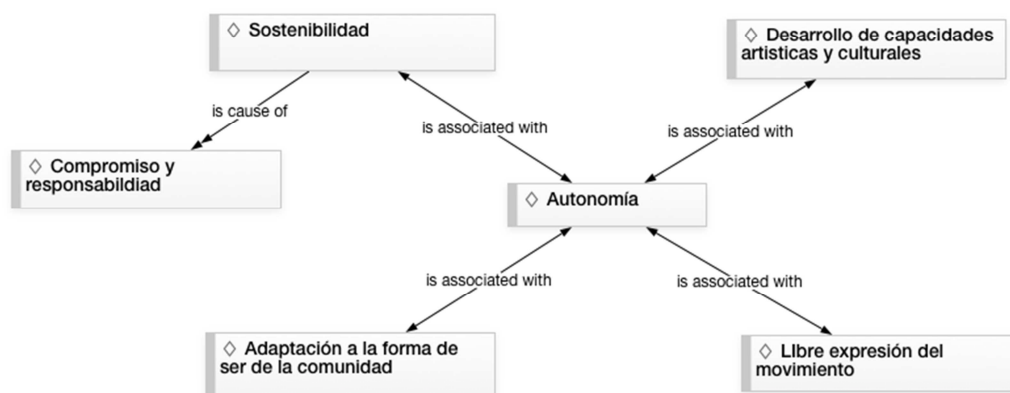 Sostenibilidad
Desarrollo de capacidades
artisticas y culturales
is cause of
is associated with
is associated with
Compromiso y
responsabildiad
Autonomía
is associated with
is associated with
Adaptación a la forma de
ser de la comunidad
LIbre expresión del
movimiento